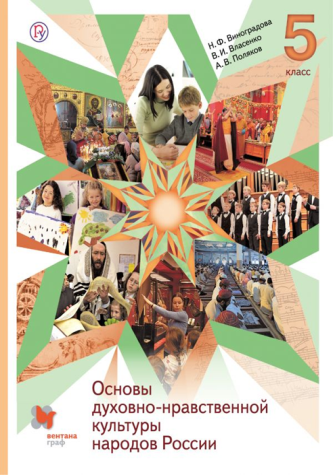 Н. Ф. Виноградова
В. И. Власенко
А. В. Поляков
5
класс
Основы
духовно-нравственной
культуры
народов России
вентана
граф